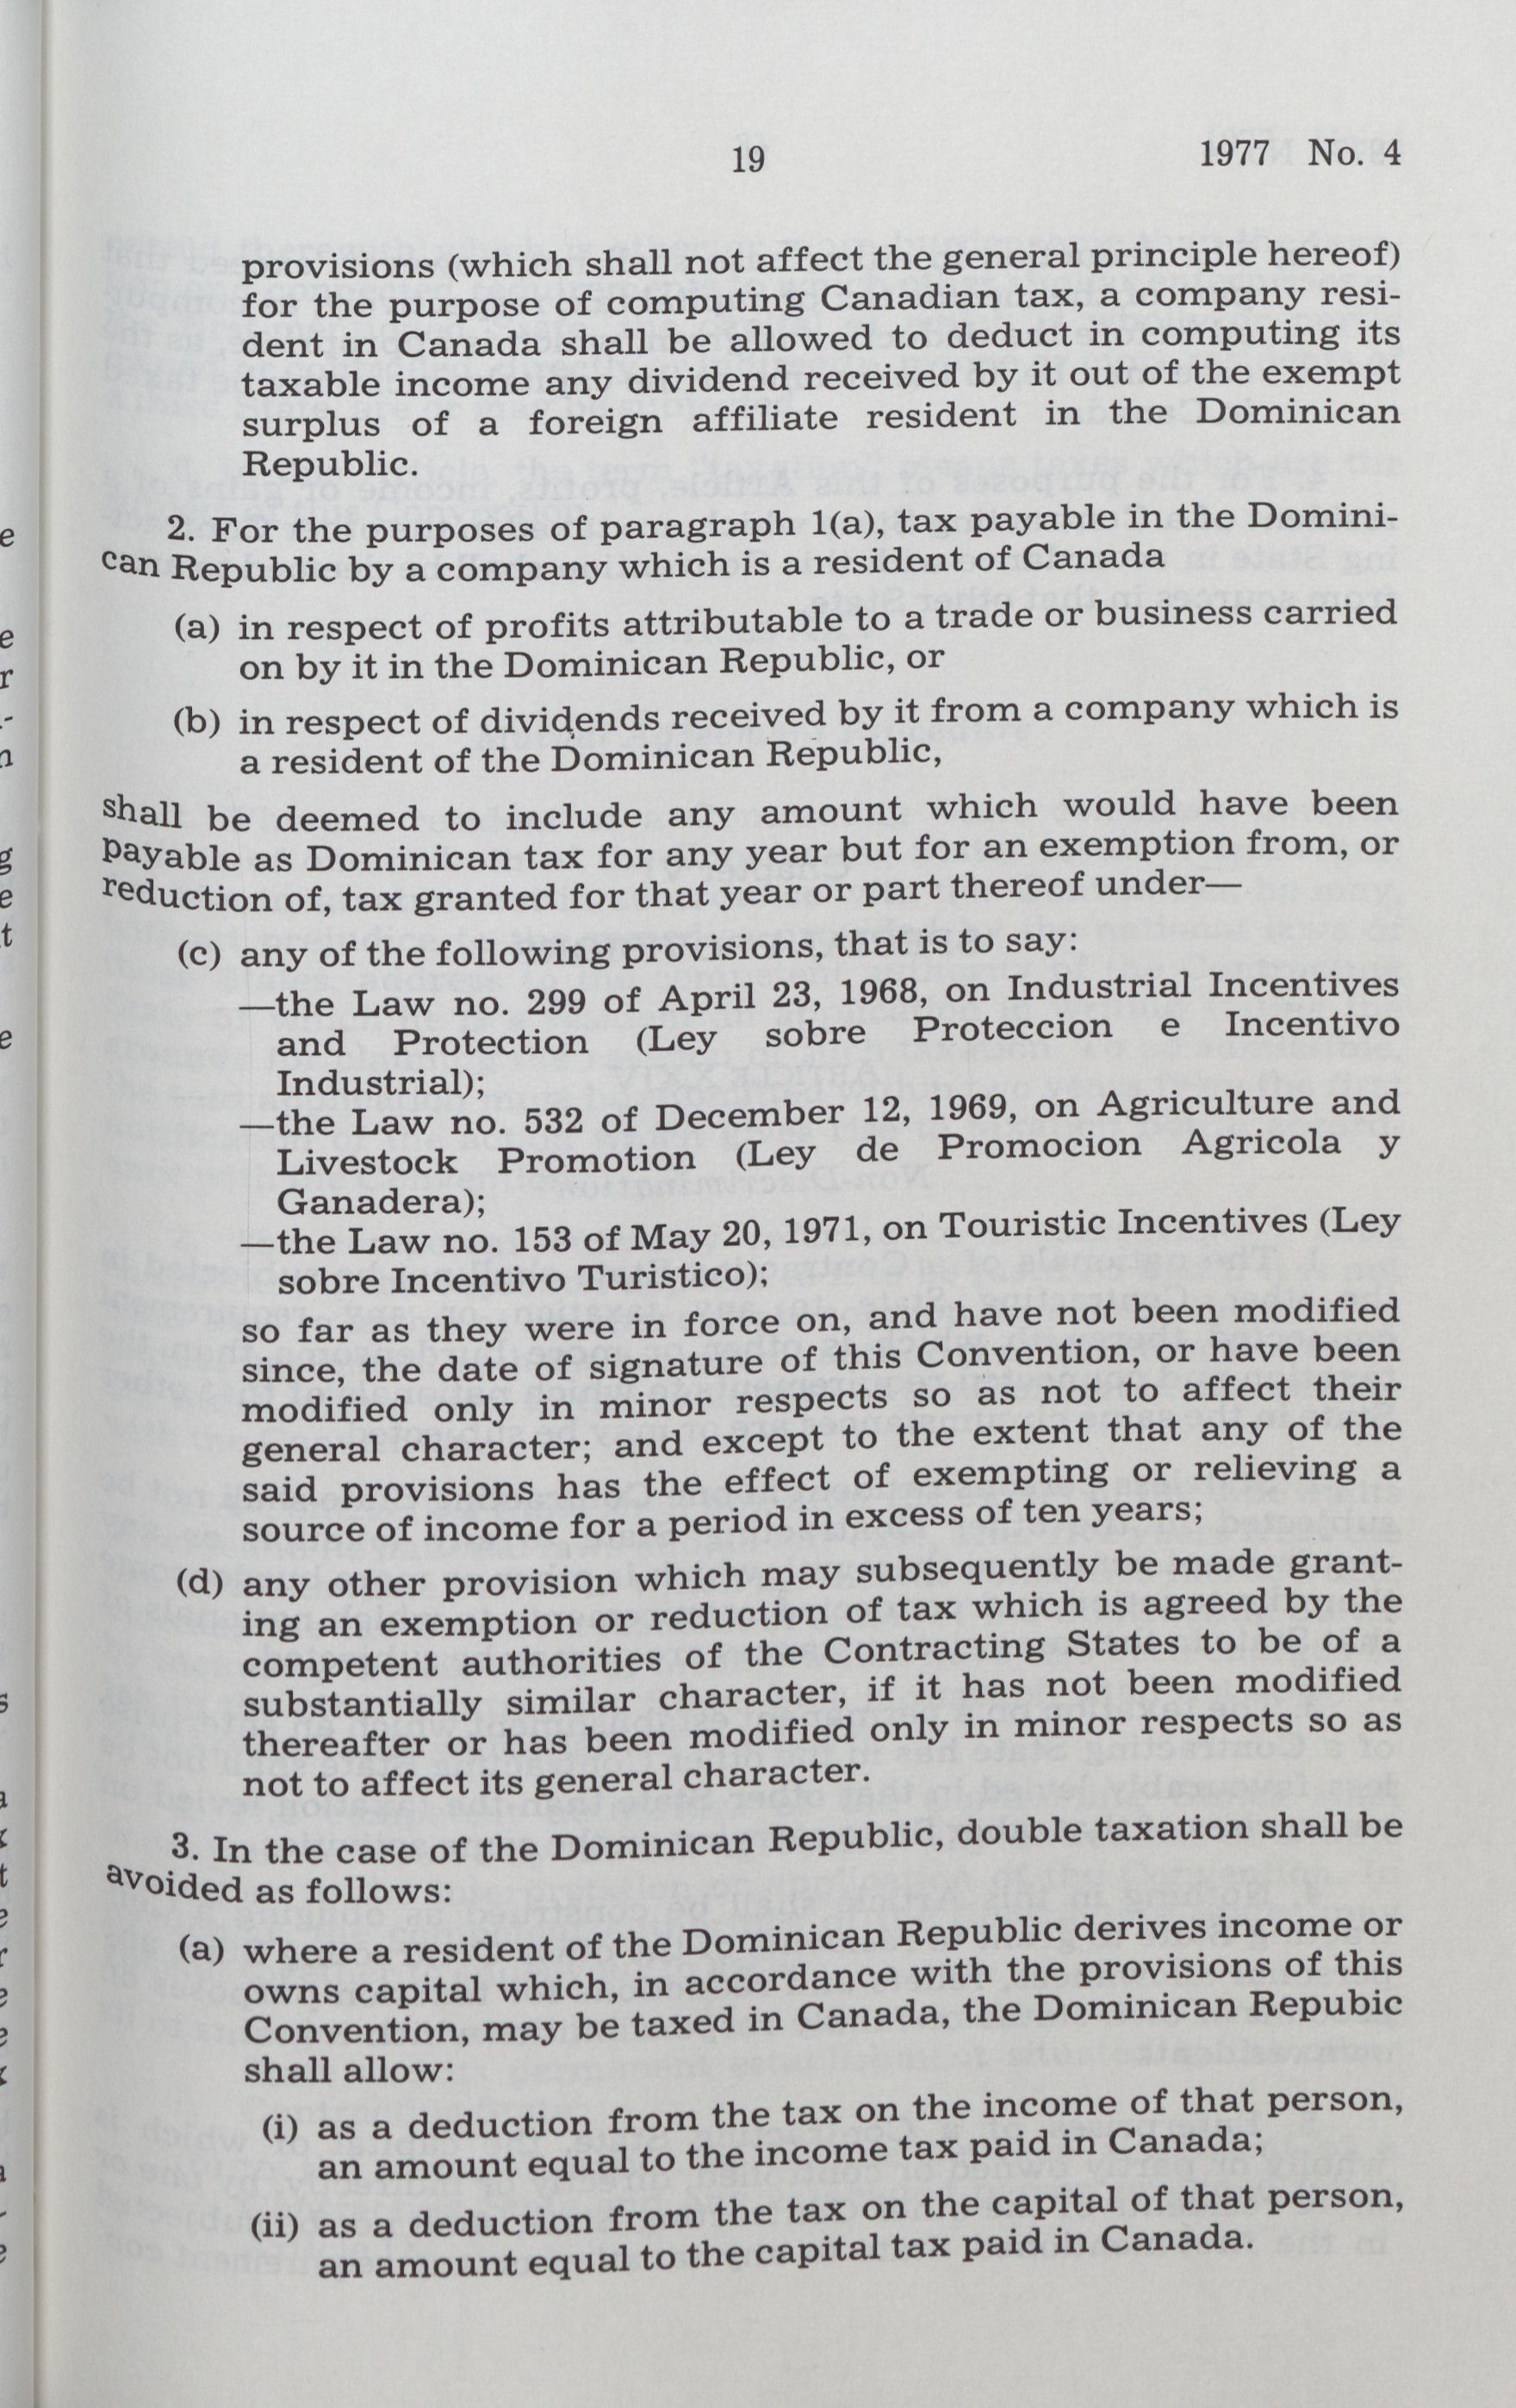 19
1977 No. 4
provisions (which shall not affect the general principle hereof)
for the purpose of computing Canadian tax, a company resi-
dent in Canada shall be allowed to deduct in computing its
taxable income any dividend received by it out of the exempt
surplus of a foreign affiliate resident in the Dominican
Republic.
2. For the purposes of paragraph 1(a), tax payable in the Domini-
can Republic by a company which is a resident of Canada
(a) in respect of profits attributable to a trade or business carried
on by it in the Dominican Republic, or
(b) in respect of dividends received by it from a company which is
a resident of the Dominican Republic,
shall be deemed to include any amount which would have been
payable as Dominican tax for any year but for an exemption from, or
reduction of, tax granted for that year or part thereof under—
(c) any of the following provisions, that is to say:
—the Law no. 299 of April 23, 1968, on Industrial Incentives
and Protection (Ley sobre Proteccion e Incentivo
Industrial);
—the Law no. 532 of December 12, 1969, on Agriculture and
Livestock Promotion (Ley de Promocion Agricola y
Ganadera);
—the Law no. 153 of May 20, 1971, on Touristic Incentives (Ley
sobre Incentivo Turistico);
so far as they were in force on, and have not been modified
since, the date of signature of this Convention, or have been
modified only in minor respects so as not to affect their
general character; and except to the extent that any of the
said provisions has the effect of exempting or relieving a
source of income for a period in excess of ten years;
(d) any other provision which may subsequently be made grant-
ing an exemption or reduction of tax which is agreed by the
competent authorities of the Contracting States to be of a
substantially similar character, if it has not been modified
thereafter or has been modified only in minor respects so as
not to affect its general character.
3. In the case of the Dominican Republic, double taxation shall be
avoided as follows:
(a) where a resident of the Dominican Republic derives income or
owns capital which, in accordance with the provisions of this
Convention, may be taxed in Canada, the Dominican Repubic
shall allow:
(i) as a deduction from the tax on the income of that person,
an amount equal to the income tax paid in Canada;
(ii) as a deduction from the tax on the capital of that person,
an amount equal to the capital tax paid in Canada.